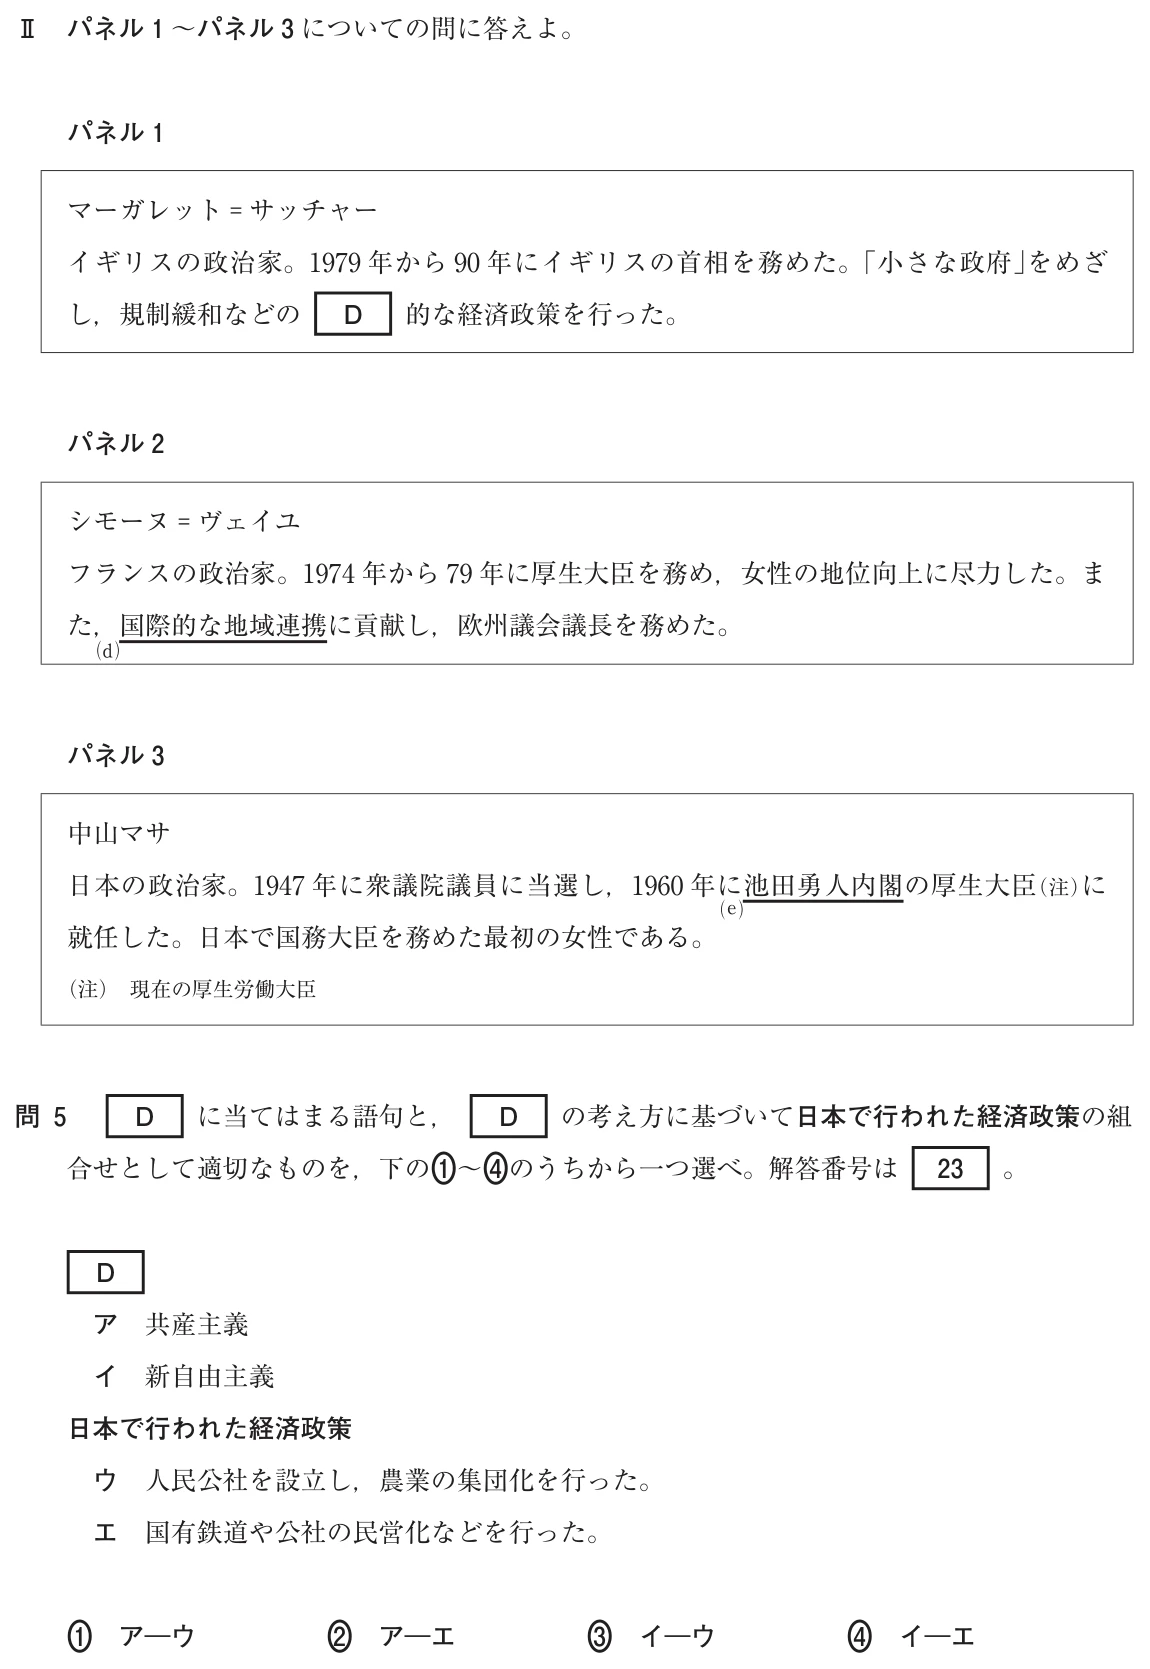 Ⅱ パネル1～パネル3についての問に答えよ。
パネル1
マーガレット=サッチャー
イギリスの政治家。1979年から90年にイギリスの首相を務めた。「小さな政府」をめざ
し，規制緩和などの D 的な経済政策を行った。
パネル2
シモーヌ=ヴェイユ
フランスの政治家。1974年から79年に厚生大臣を務め，女性の地位向上に尽力した。ま
た，国際的な地域連携に貢献し，欧州議会議長を務めた。
(d)
パネル3
中山マサ
日本の政治家。1947年に衆議院議員に当選し，1960年に池田勇人内閣の厚生大臣(注)に
(e)
就任した。日本で国務大臣を務めた最初の女性である。
(注) 現在の厚生労働大臣
問5 D に当てはまる語句と， D の考え方に基づいて日本で行われた経済政策の組
合せとして適切なものを，下の①～④のうちから一つ選べ。解答番号は 23 。
D
ア 共産主義
イ 新自由主義
日本で行われた経済政策
ウ 人民公社を設立し，農業の集団化を行った。
エ 国有鉄道や公社の民営化などを行った。
① ア―ウ ② ア―エ ③ イ―ウ ④ イ―エ